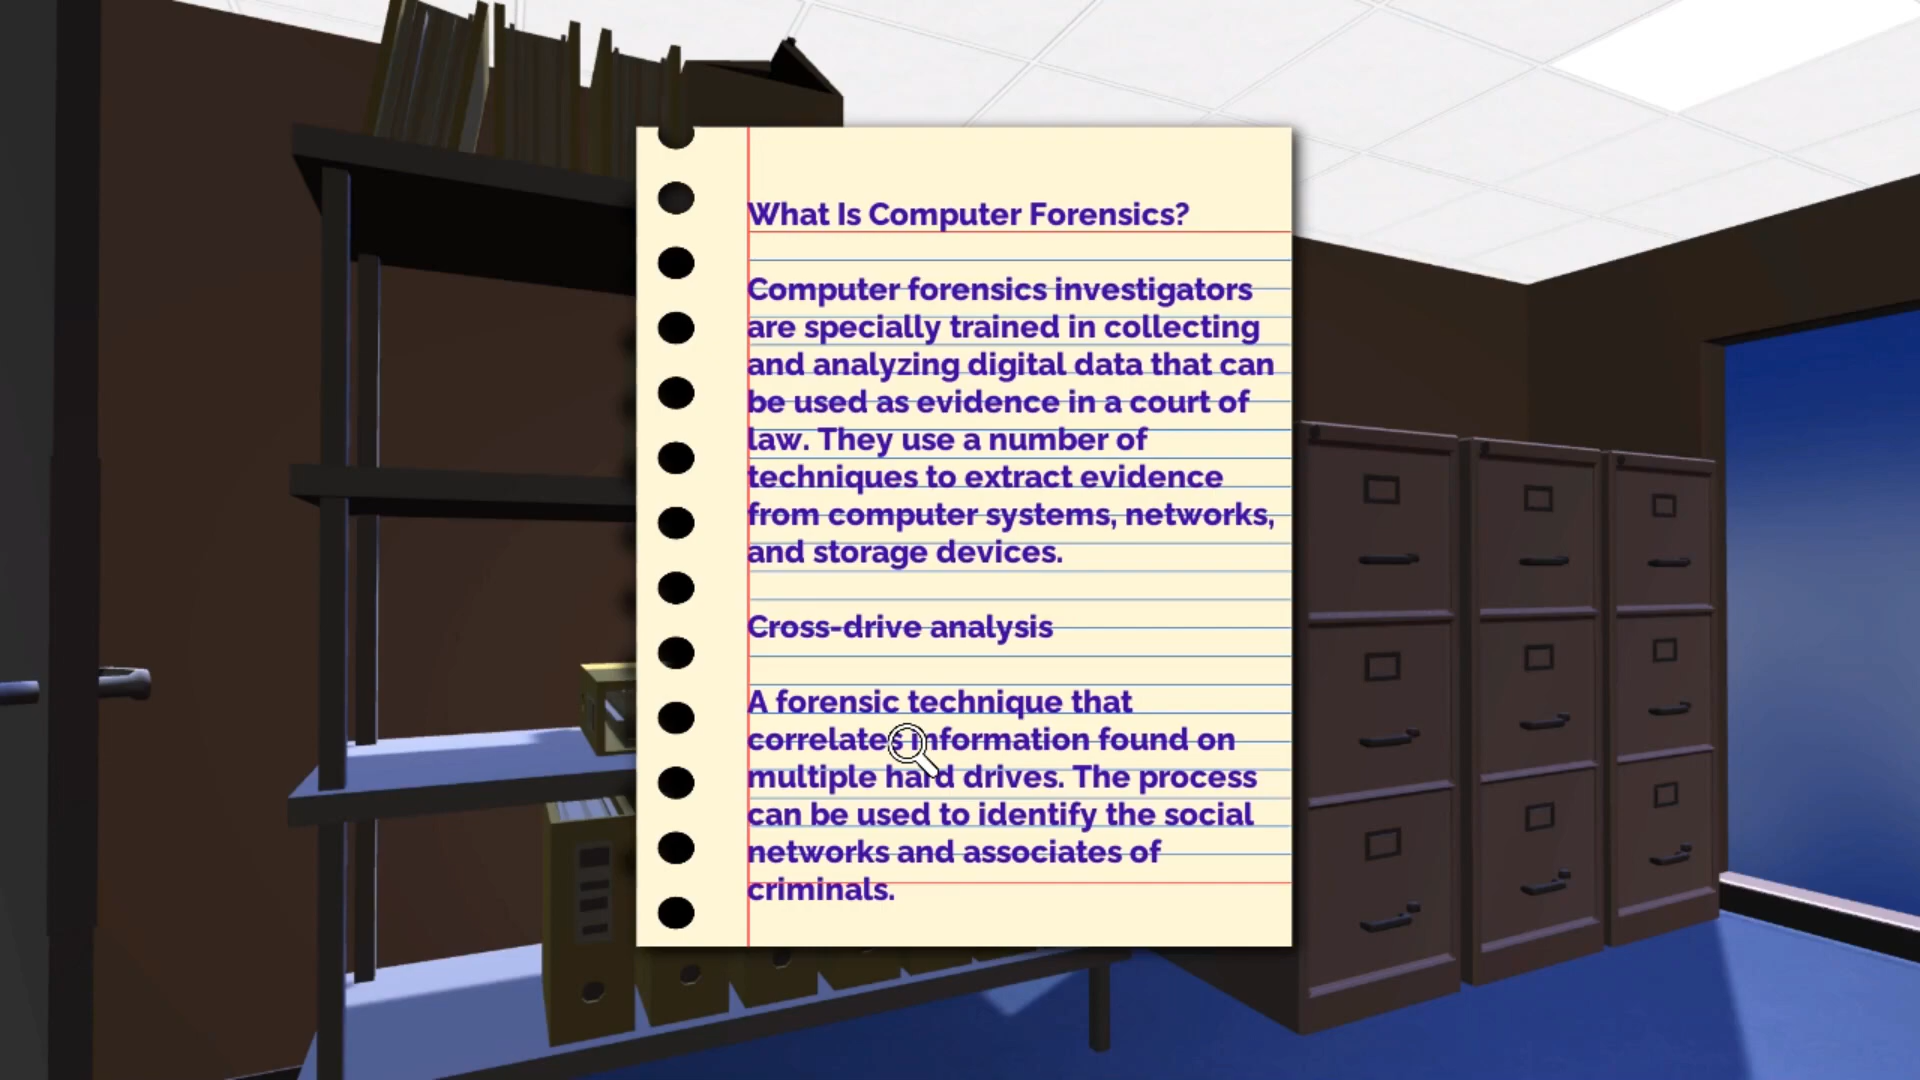 What Is Computer Forensics?
Computer forensics investigators
are specially trained in collecting
and analyzing digital data that can
be used as evidence in a court of
law. They use a number of
techniques to extract evidence
from computer systems, networks,
and storage devices.
Cross-drive analysis
A forensic technique that
correlates information found on
multiple hard drives. The process
can be used to identify the social
networks and associates of
criminals.